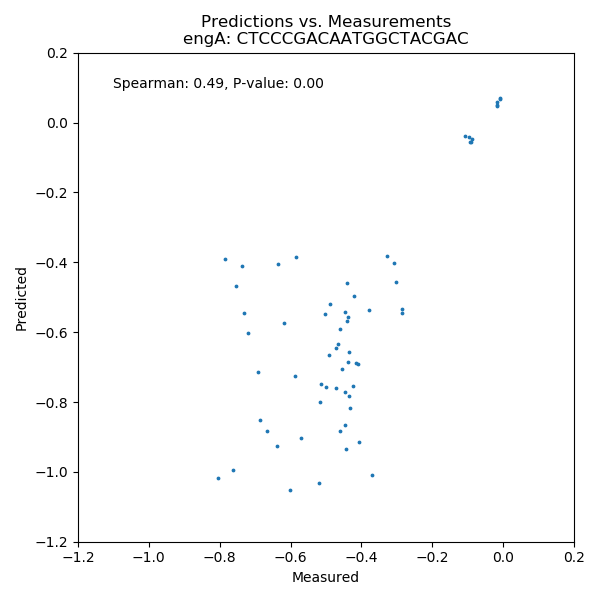 Predictions vs. Measurements
engA: CTCCCGACAATGGCTACGAC
Spearman: 0.49, P-value: 0.00
0.2
0.0
−0.2
−0.4
−0.6
−0.8
−1.0
−1.2
Predicted
−1.2 −1.0 −0.8 −0.6 −0.4 −0.2 0.0 0.2
Measured